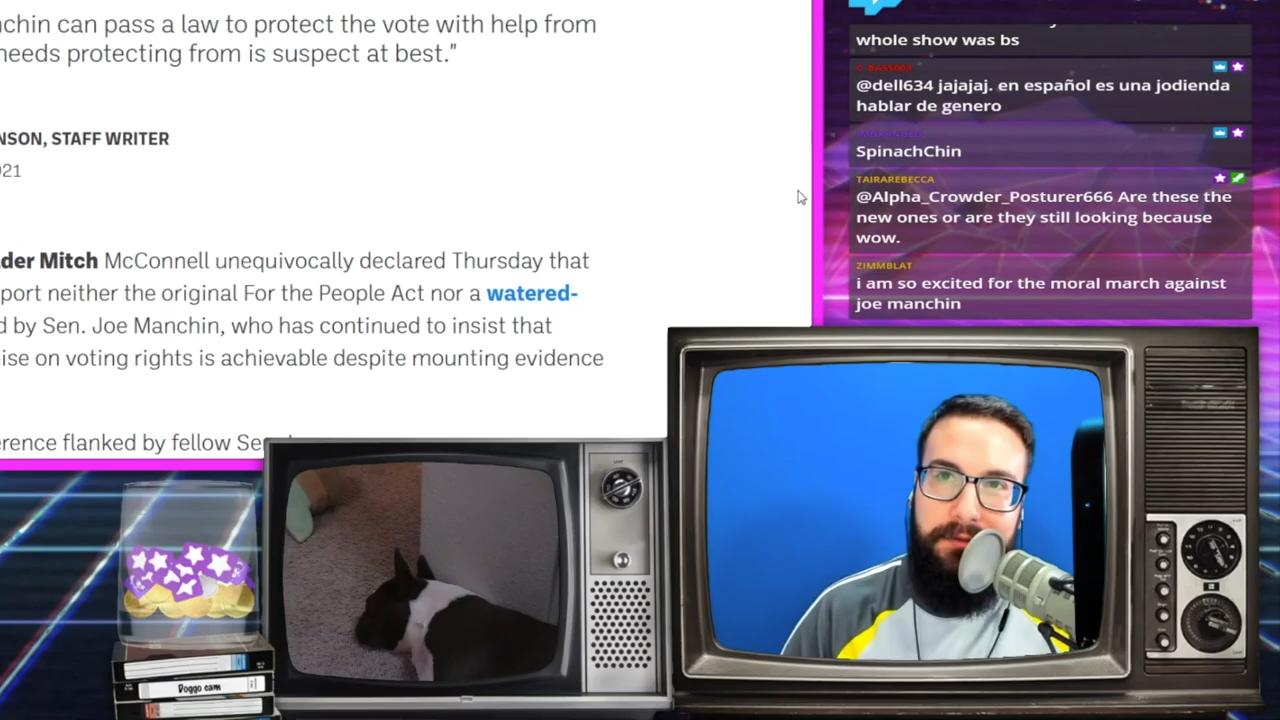 nchin can pass a law to protect the vote with help from
needs protecting from is suspect at best."
NSON, STAFF WRITER
021
der Mitch McConnell unequivocally declared Thursday that
port neither the original For the People Act nor a watered-
d by Sen. Joe Manchin, who has continued to insist that
ise on voting rights is achievable despite mounting evidence
erence flanked by fellow Sen
whole show was bs
@dell634 jajajaj. en español es una jodienda
hablar de genero
SpinachChin
TAIRAREBECCA
@Alpha_Crowder_Posturer666 Are these the
new ones or are they still looking because
wow.
ZIMMBLAT
i am so excited for the moral march against
joe manchin
Doggo cam